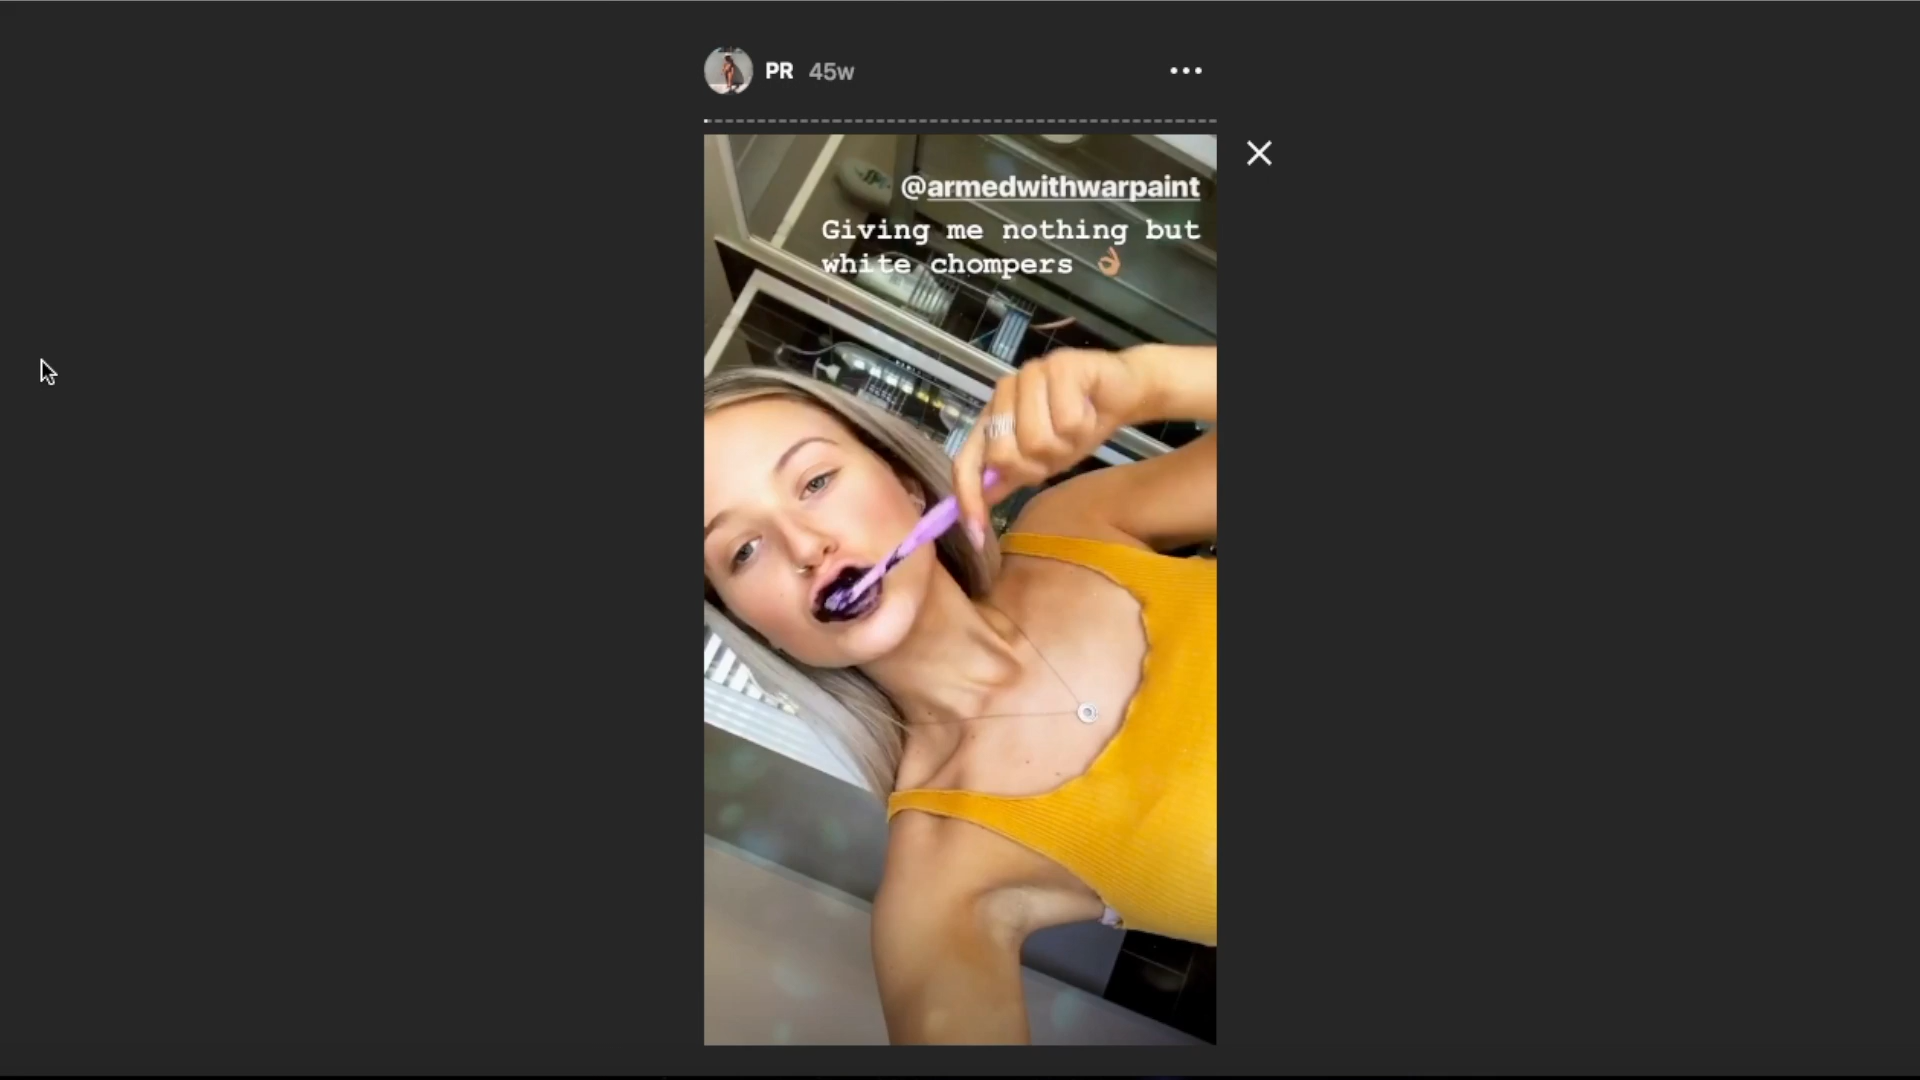 PR 45w
@armedwithwarpaint
Giving me nothing but
white chompers 👌🏼